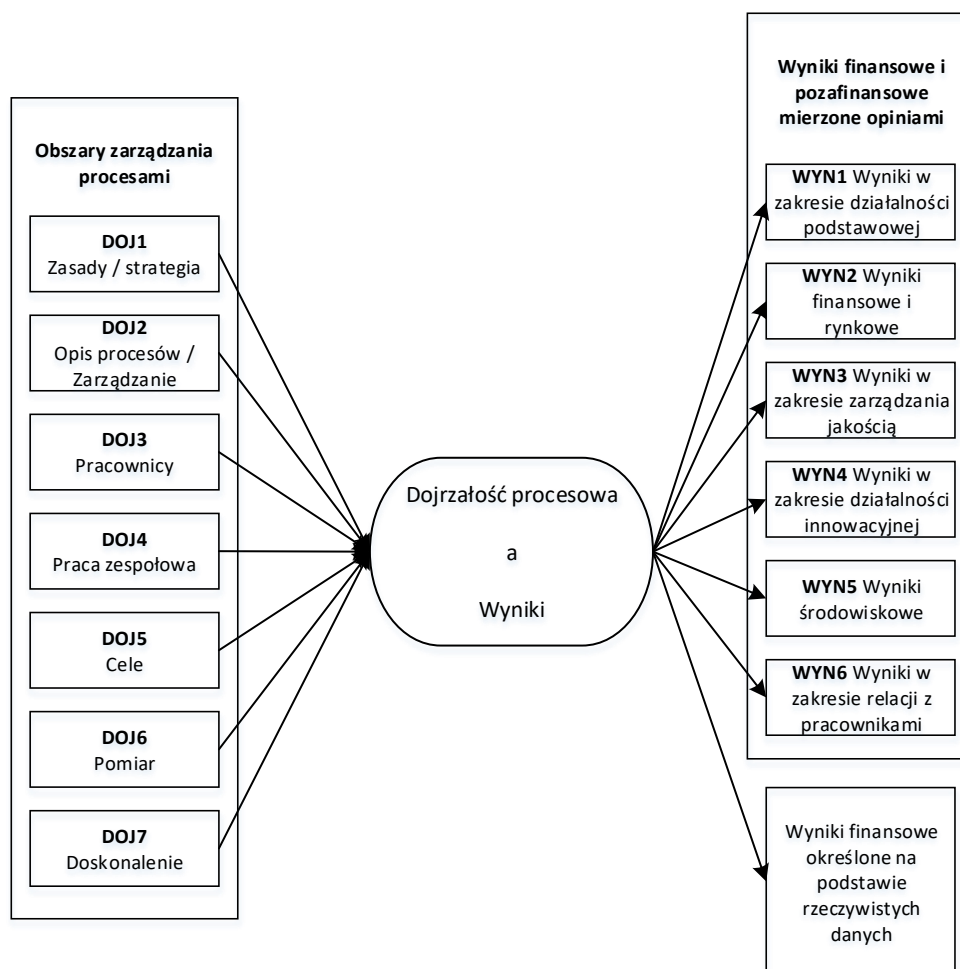 Obszary zarządzania
procesami
DOJ1
Zasady / strategia
DOJ2
Opis procesów /
Zarządzanie
DOJ3
Pracownicy
DOJ4
Praca zespołowa
DOJ5
Cele
DOJ6
Pomiar
DOJ7
Doskonalenie
Dojrzałość procesowa
a
Wyniki
Wyniki finansowe i
pozafinansowe
mierzone opiniami
WYN1 Wyniki w
zakresie działalności
podstawowej
WYN2 Wyniki
finansowe i
rynkowe
WYN3 Wyniki w
zakresie zarządzania
jakością
WYN4 Wyniki w
zakresie działalności
innowacyjnej
WYN5 Wyniki
środowiskowe
WYN6 Wyniki w
zakresie relacji z
pracownikami
Wyniki finansowe
określone na
podstawie
rzeczywistych
danych